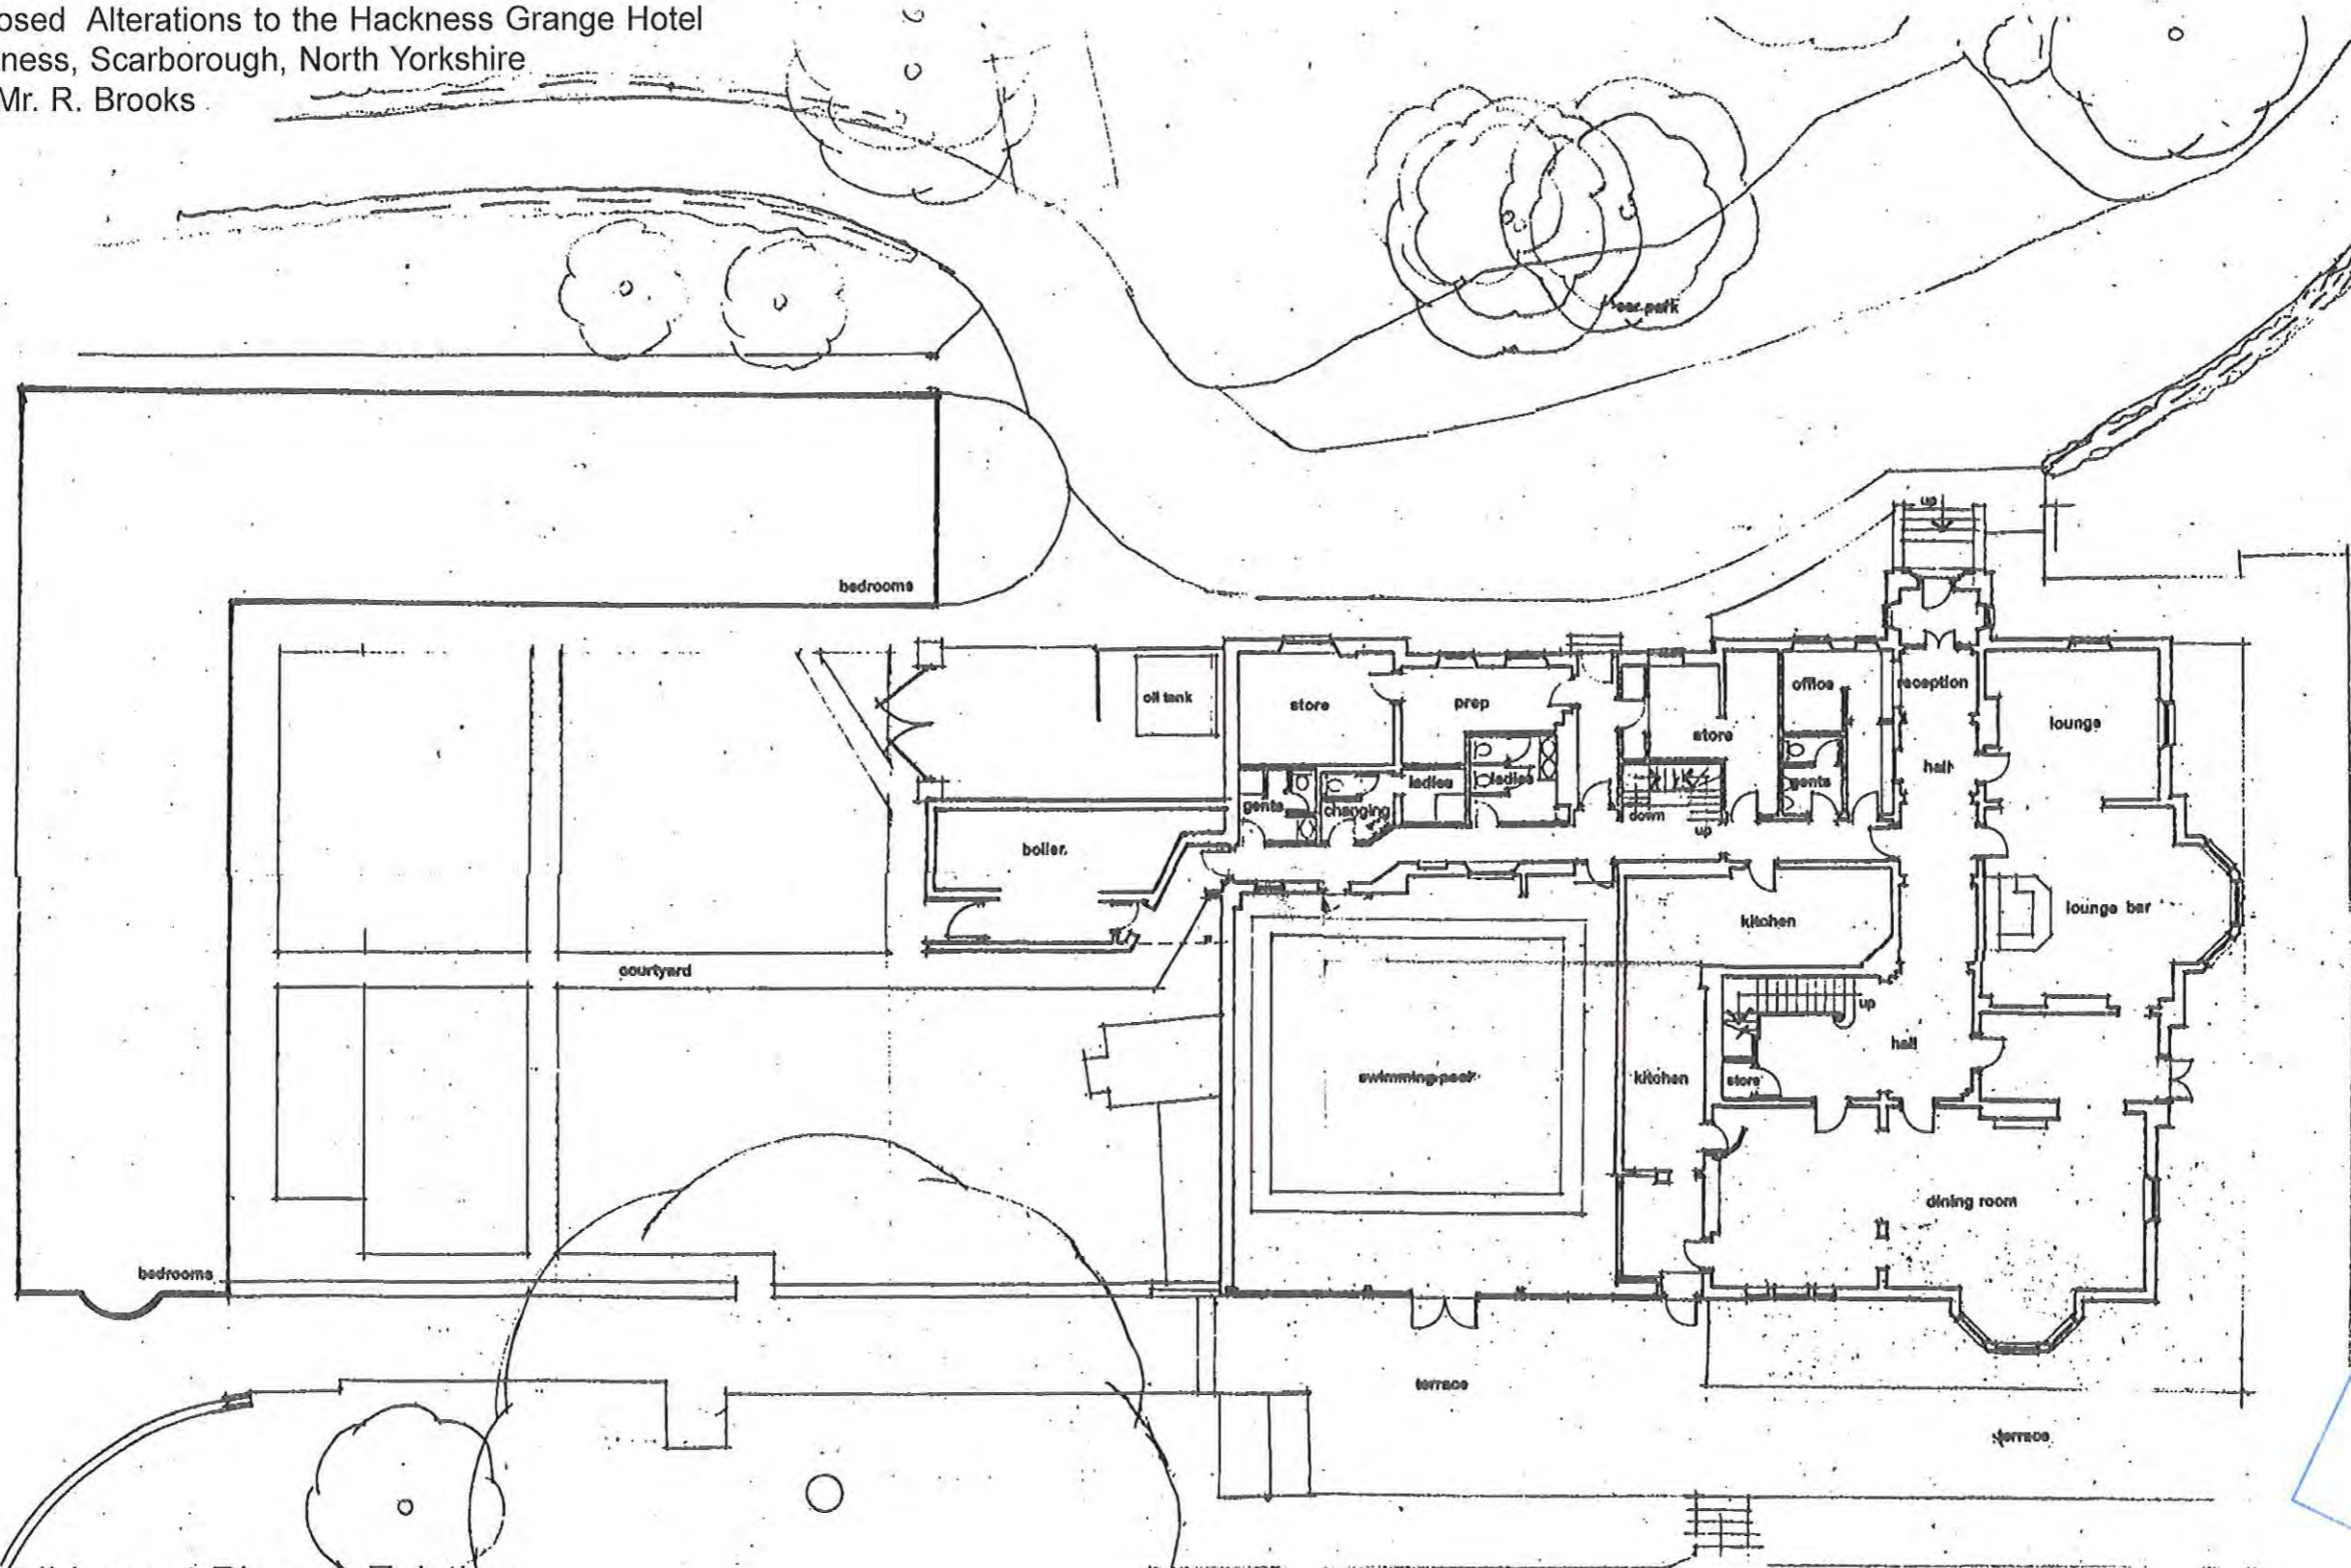 osed Alterations to the Hackness Grange Hotel
ness, Scarborough, North Yorkshire
Mr. R. Brooks
car park
up
bedrooms
oil tank
store
prep
store
office
reception
lounge
hall
gents
changing
ladies
ladies
gents
down
up
boiler
kitchen
lounge bar
courtyard
up
hall
swimming pool
kitchen
store
dining room
bedrooms
terrace
terrace